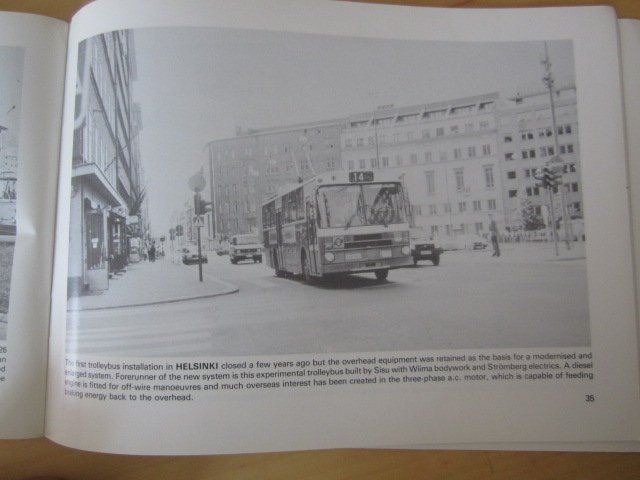 14
26
The first trolleybus installation in HELSINKI closed a few years ago but the overhead equipment was retained as the basis for a modernised and
enlarged system. Forerunner of the new system is this experimental trolleybus built by Sisu with Wiima bodywork and Strömberg electrics. A diesel
engine is fitted for off-wire manoeuvres and much overseas interest has been created in the three-phase a.c. motor, which is capable of feeding
braking energy back to the overhead.
35